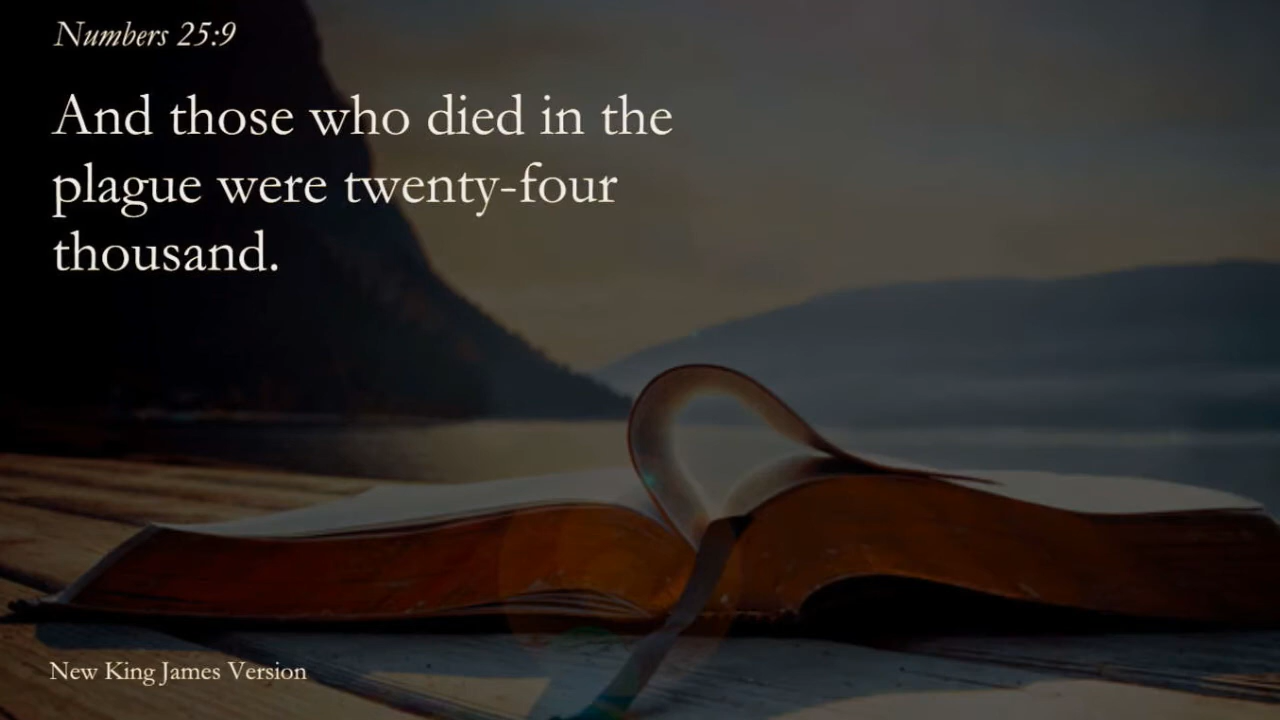 Numbers 25:9
And those who died in the
plague were twenty-four
thousand.
New King James Version